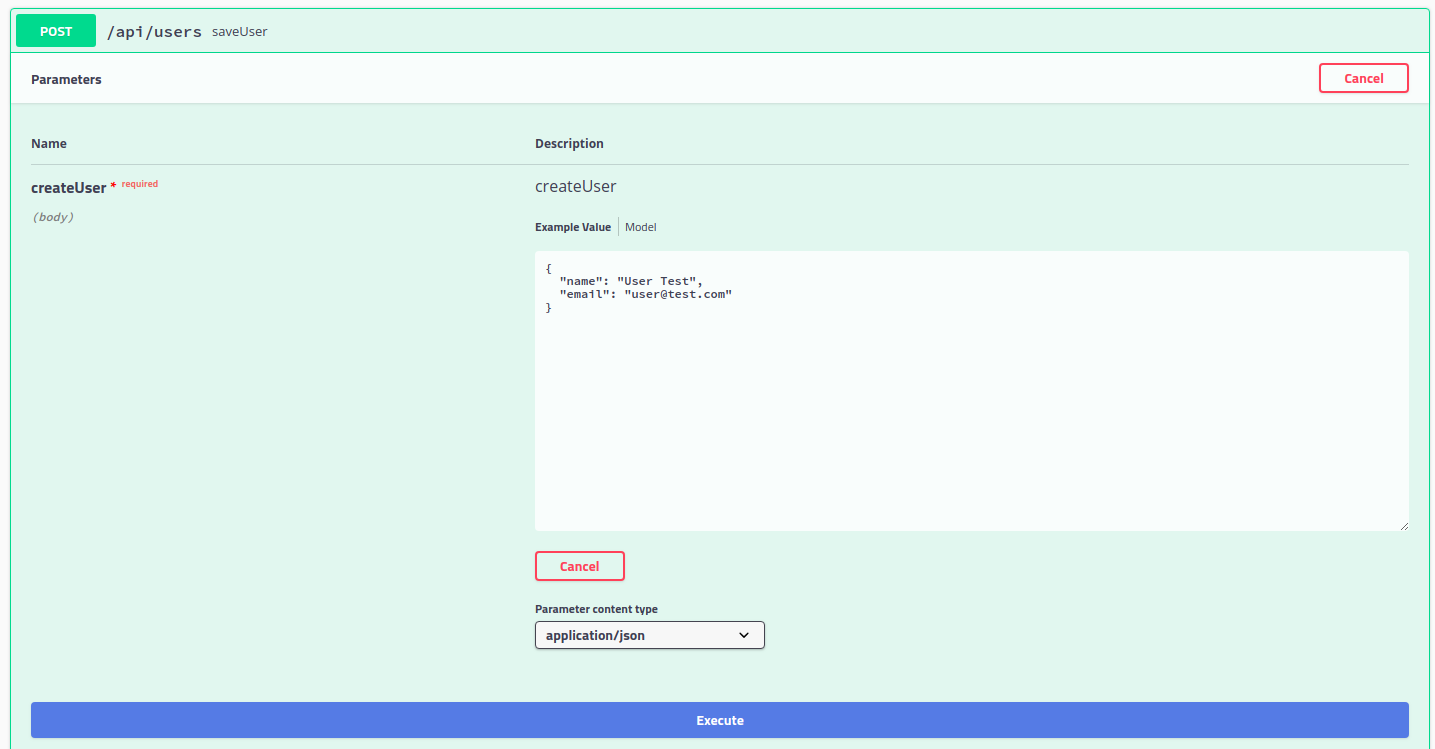 POST /api/users saveUser
Parameters Cancel
Name Description
createUser * required createUser
(body)
Example Value Model
{
  "name": "User Test",
  "email": "user@test.com"
}
Cancel
Parameter content type
application/json
Execute